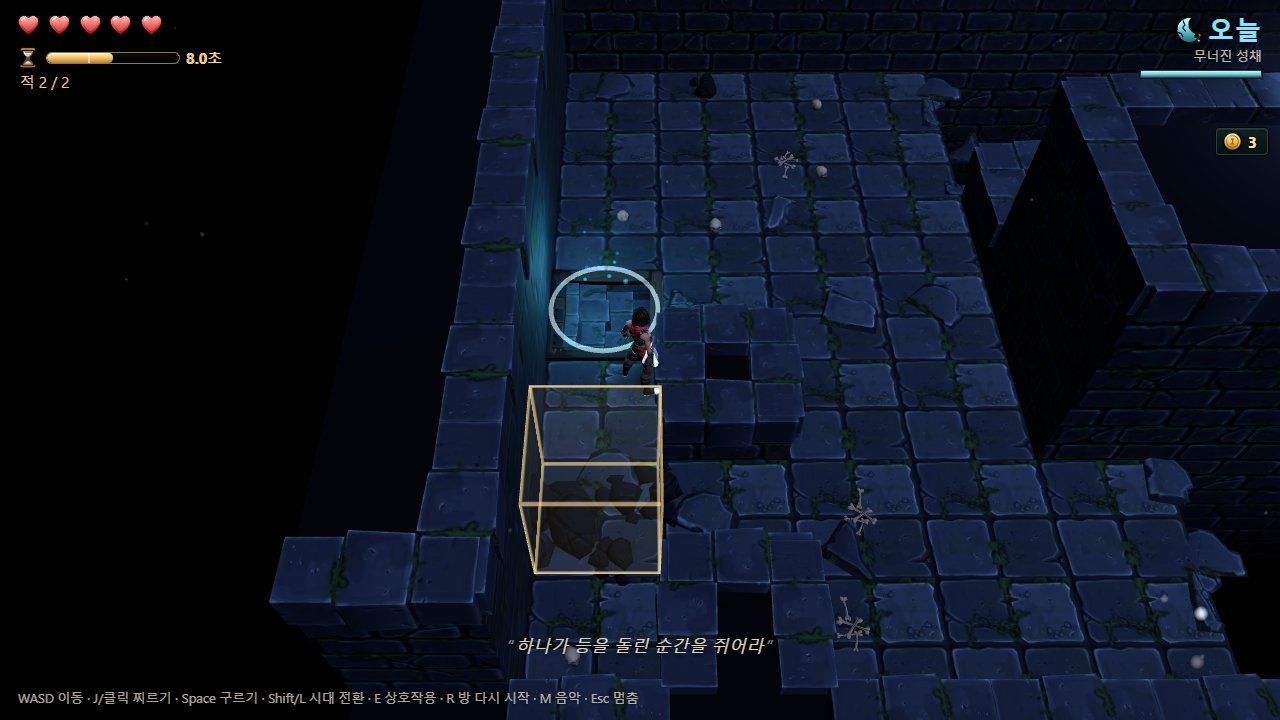 8.0초
적 2 / 2
오늘
무너진 성채
3
“하나가 등을 돌린 순간을 쥐어라”
WASD 이동 · J/클릭 찌르기 · Space 구르기 · Shift/L 시대 전환 · E 상호작용 · R 방 다시 시작 · M 음악 · Esc 멈춤